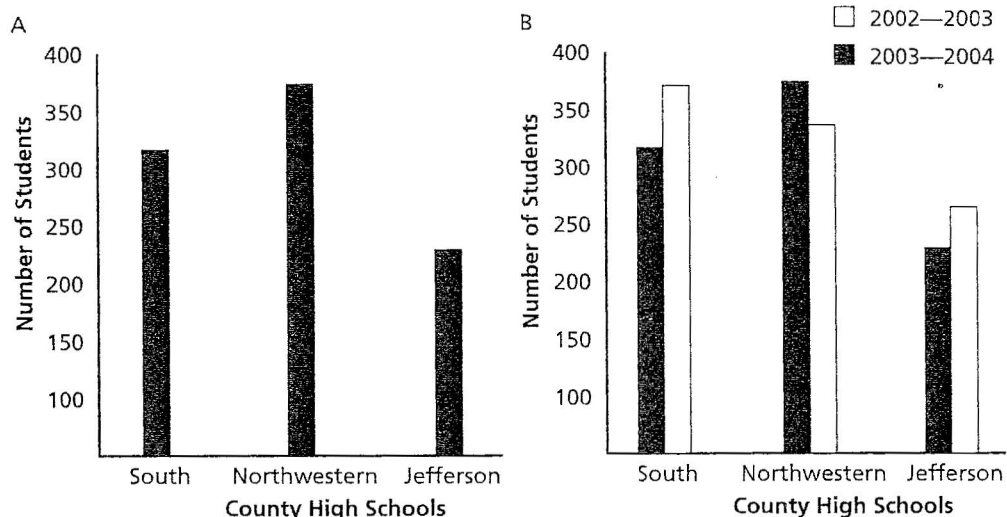 A
Number of Students
400
350
300
250
200
150
100
South Northwestern Jefferson
County High Schools
B
2002—2003
2003—2004
Number of Students
400
350
300
250
200
150
100
South Northwestern Jefferson
County High Schools